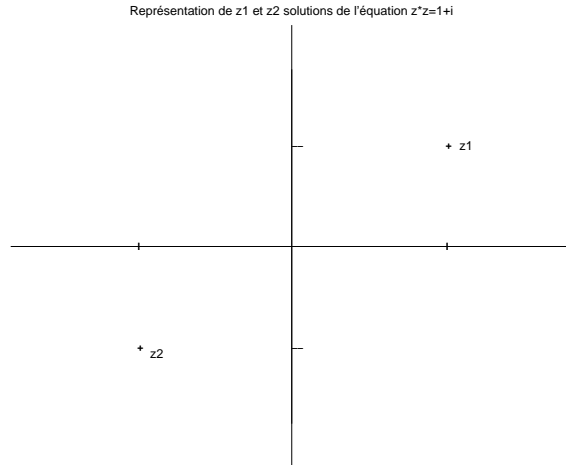 Représentation de z1 et z2 solutions de l'équation z*z=1+i
z1
z2